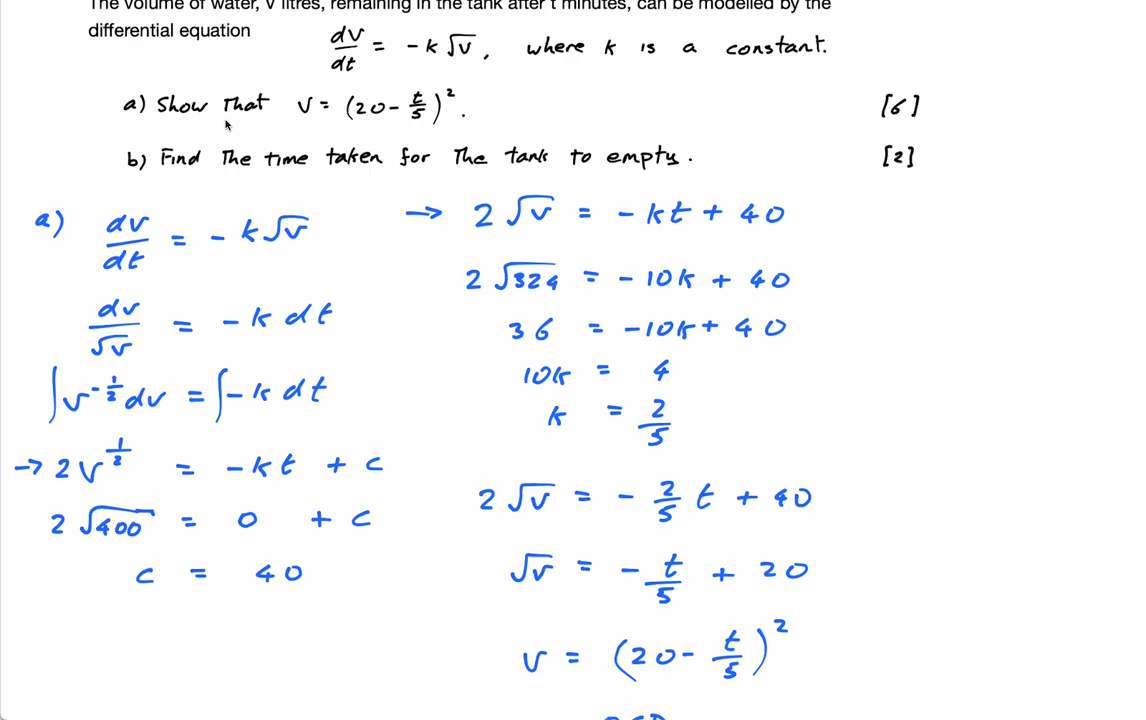 The volume of water, V litres, remaining in the tank after t minutes, can be modelled by the
differential equation dv/dt = -k√v, where k is a constant.
a) Show that v = (20 - t/5)². [6]
b) Find the time taken for the tank to empty. [2]
a) dv/dt = -k√v
dv/√v = -k dt
∫v^(-1/2) dv = ∫-k dt
→ 2v^(1/2) = -kt + c
2√400 = 0 + c
c = 40
→ 2√v = -kt + 40
2√324 = -10k + 40
36 = -10k + 40
10k = 4
k = 2/5
2√v = -2/5 t + 40
√v = -t/5 + 20
v = (20 - t/5)²